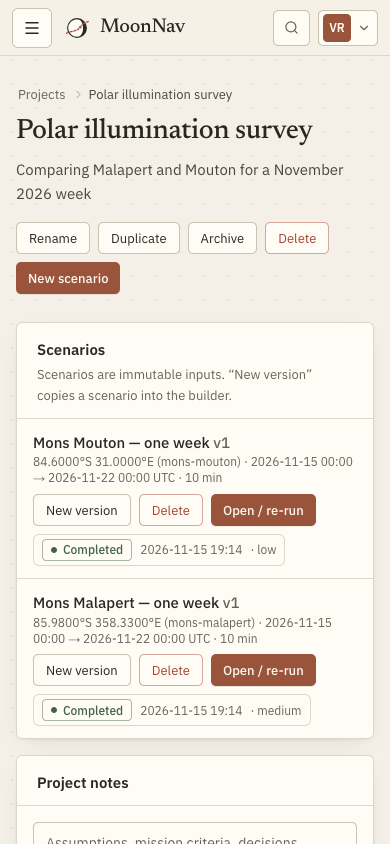 MoonNav
VR
Projects > Polar illumination survey
Polar illumination survey
Comparing Malapert and Mouton for a November
2026 week
Rename Duplicate Archive Delete
New scenario
Scenarios
Scenarios are immutable inputs. “New version”
copies a scenario into the builder.
Mons Mouton — one week v1
84.6000°S 31.0000°E (mons-mouton) · 2026-11-15 00:00
→ 2026-11-22 00:00 UTC · 10 min
New version Delete Open / re-run
Completed 2026-11-15 19:14 · low
Mons Malapert — one week v1
85.9800°S 358.3300°E (mons-malapert) · 2026-11-15
00:00 → 2026-11-22 00:00 UTC · 10 min
New version Delete Open / re-run
Completed 2026-11-15 19:14 · medium
Project notes
Assumptions, mission criteria, decisions